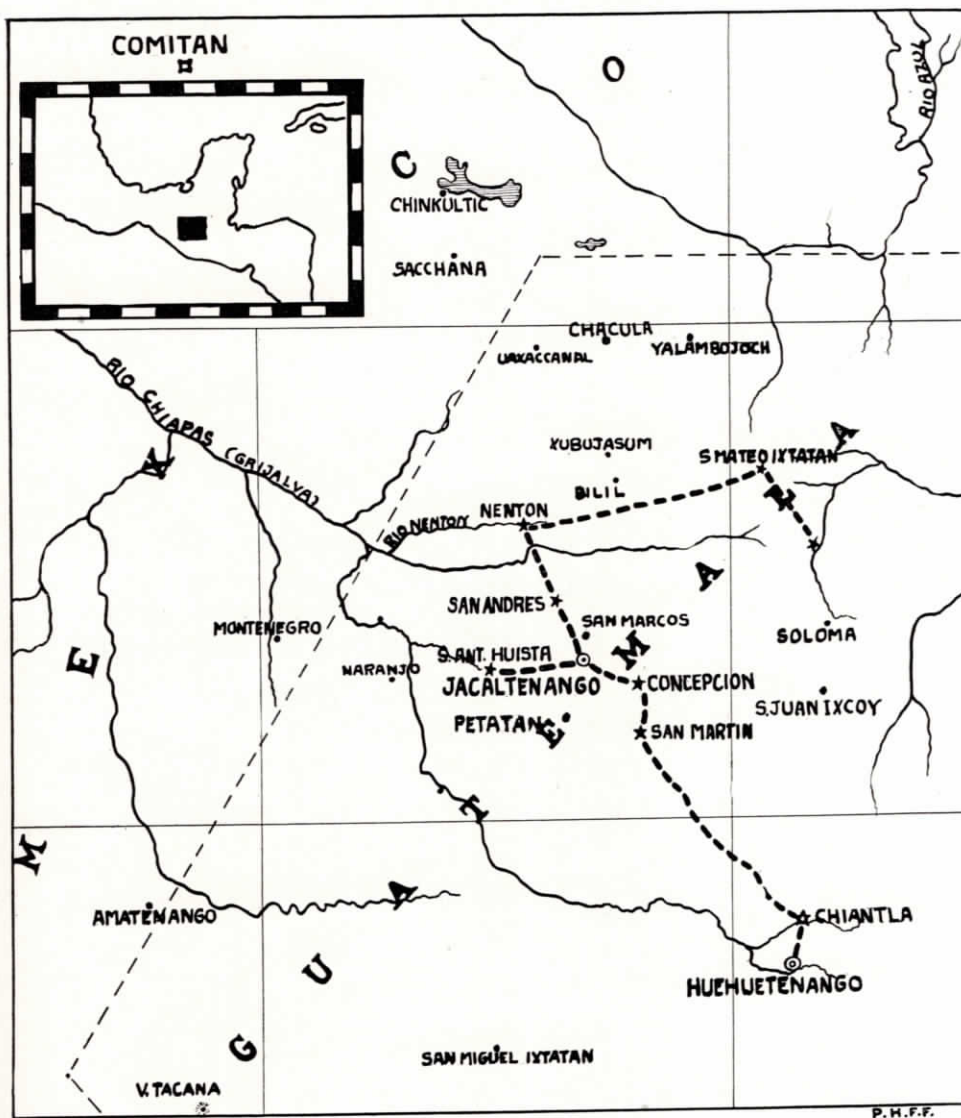 COMITAN
O
RIO AZUL
C
CHINKULTIC
SACCHANA
CHACULA
UAXACCANAL
YALAMBOJOCH
RIO CHIAPAS (GRIJALVA)
X
XUBUJASUM
A
S MATEO IXTATAN
BILIL
L
NENTON
RIO NENTON
A
SAN ANDRES
SAN MARCOS
MONTENEGRO
SOLOMA
E
S. ANT. HUISTA
M
NARANJO
JACALTENANGO
CONCEPCION
S. JUAN IXCOY
PETATAN
E
SAN MARTIN
T
M
A
AMATENANGO
CHIANTLA
U
HUEHUETENANGO
G
SAN MIGUEL IXTATAN
V. TACANA
P.H.F.F.